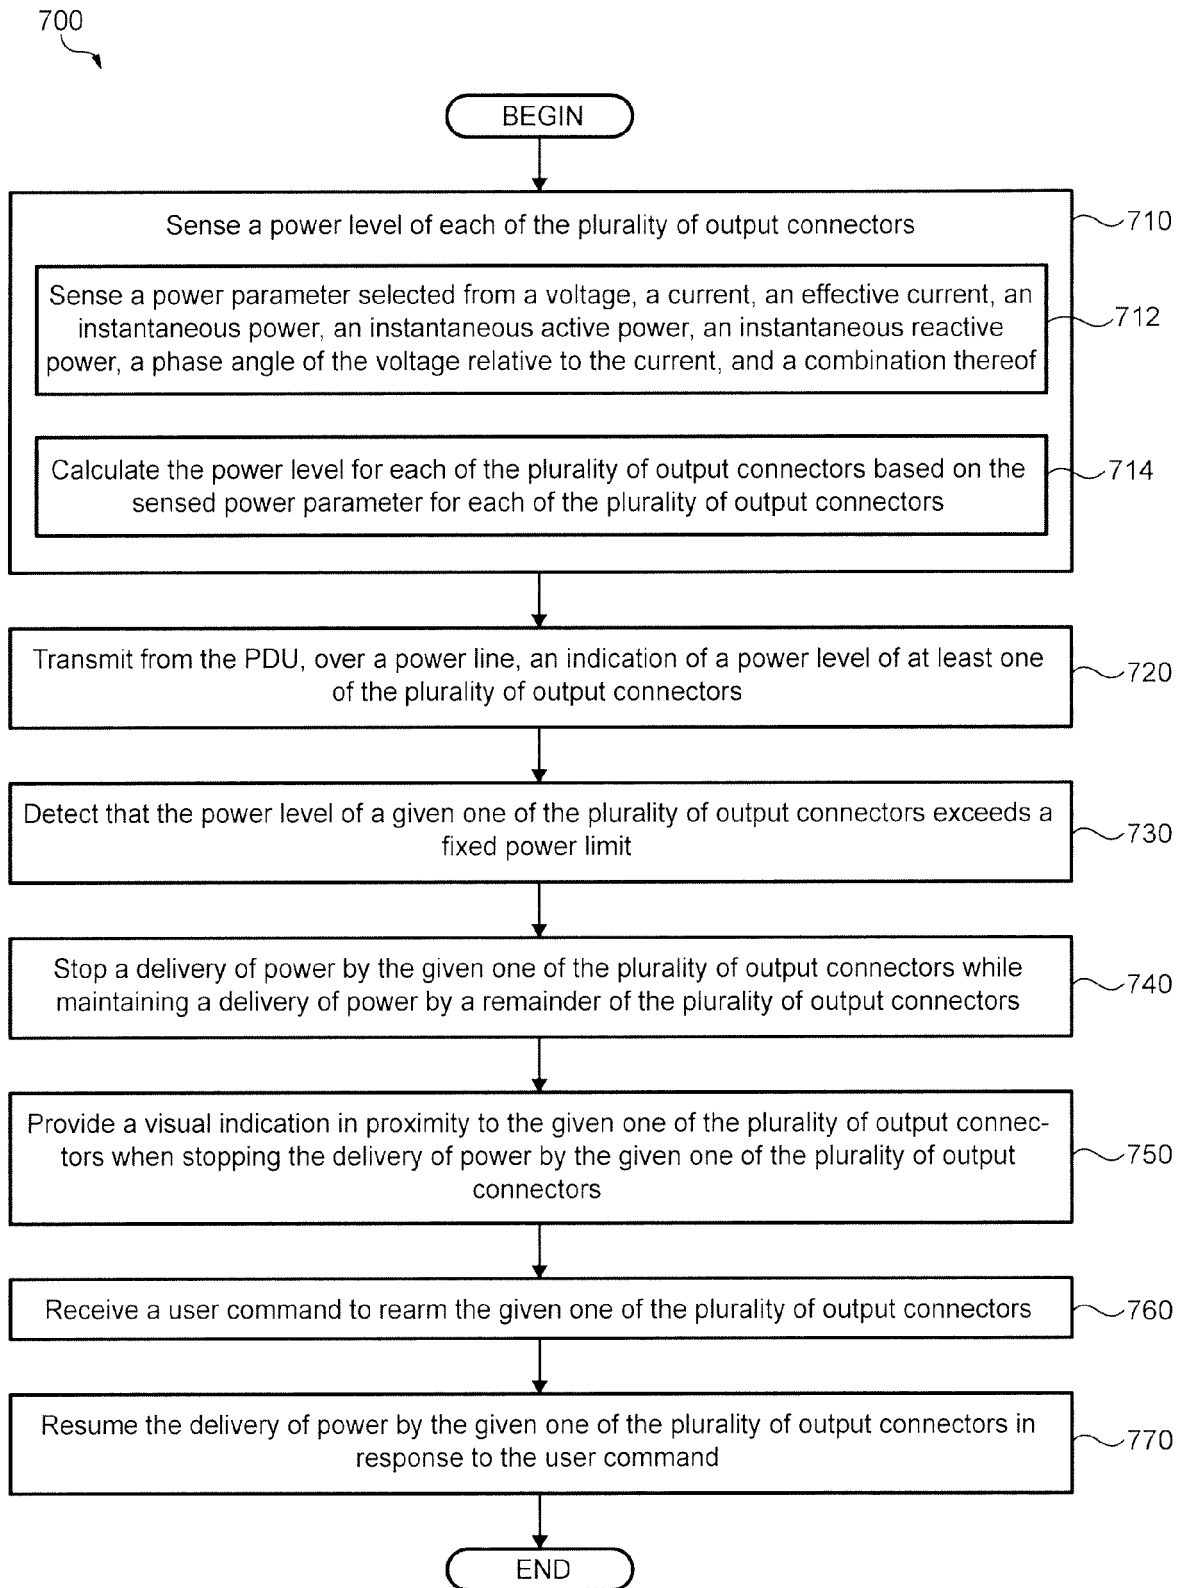 700
BEGIN
Sense a power level of each of the plurality of output connectors
710
Sense a power parameter selected from a voltage, a current, an effective current, an
instantaneous power, an instantaneous active power, an instantaneous reactive
power, a phase angle of the voltage relative to the current, and a combination thereof
712
Calculate the power level for each of the plurality of output connectors based on the
sensed power parameter for each of the plurality of output connectors
714
Transmit from the PDU, over a power line, an indication of a power level of at least one
of the plurality of output connectors
720
Detect that the power level of a given one of the plurality of output connectors exceeds a
fixed power limit
730
Stop a delivery of power by the given one of the plurality of output connectors while
maintaining a delivery of power by a remainder of the plurality of output connectors
740
Provide a visual indication in proximity to the given one of the plurality of output connec-
tors when stopping the delivery of power by the given one of the plurality of output
connectors
750
Receive a user command to rearm the given one of the plurality of output connectors
760
Resume the delivery of power by the given one of the plurality of output connectors in
response to the user command
770
END